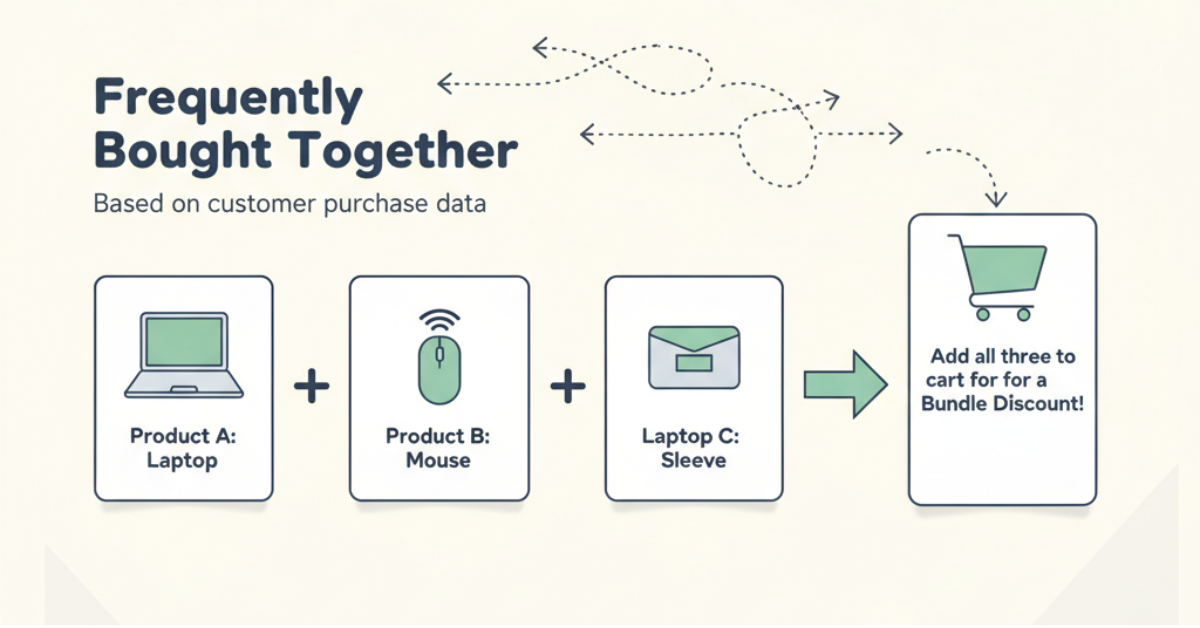 Frequently
Bought Together
Based on customer purchase data
Product A:
Laptop
Product B:
Mouse
Laptop C:
Sleeve
Add all three to
cart for for a
Bundle Discount!